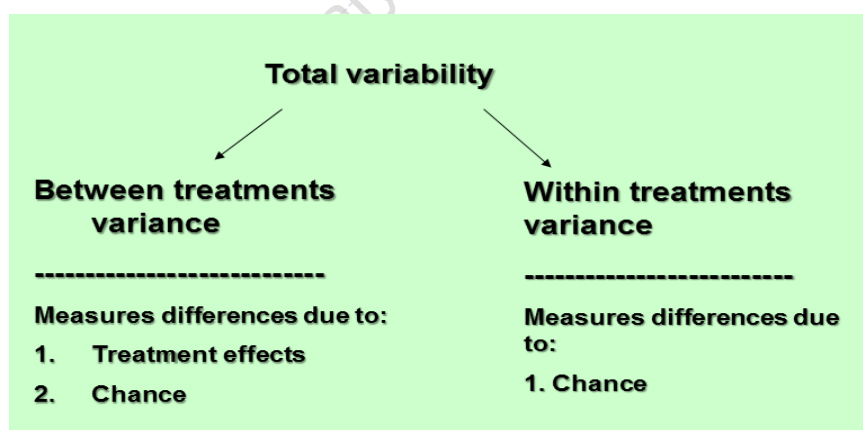 Total variability
Between treatments
variance
----------------------------
Measures differences due to:
1. Treatment effects
2. Chance
Within treatments
variance
--------------------------
Measures differences due
to:
1. Chance